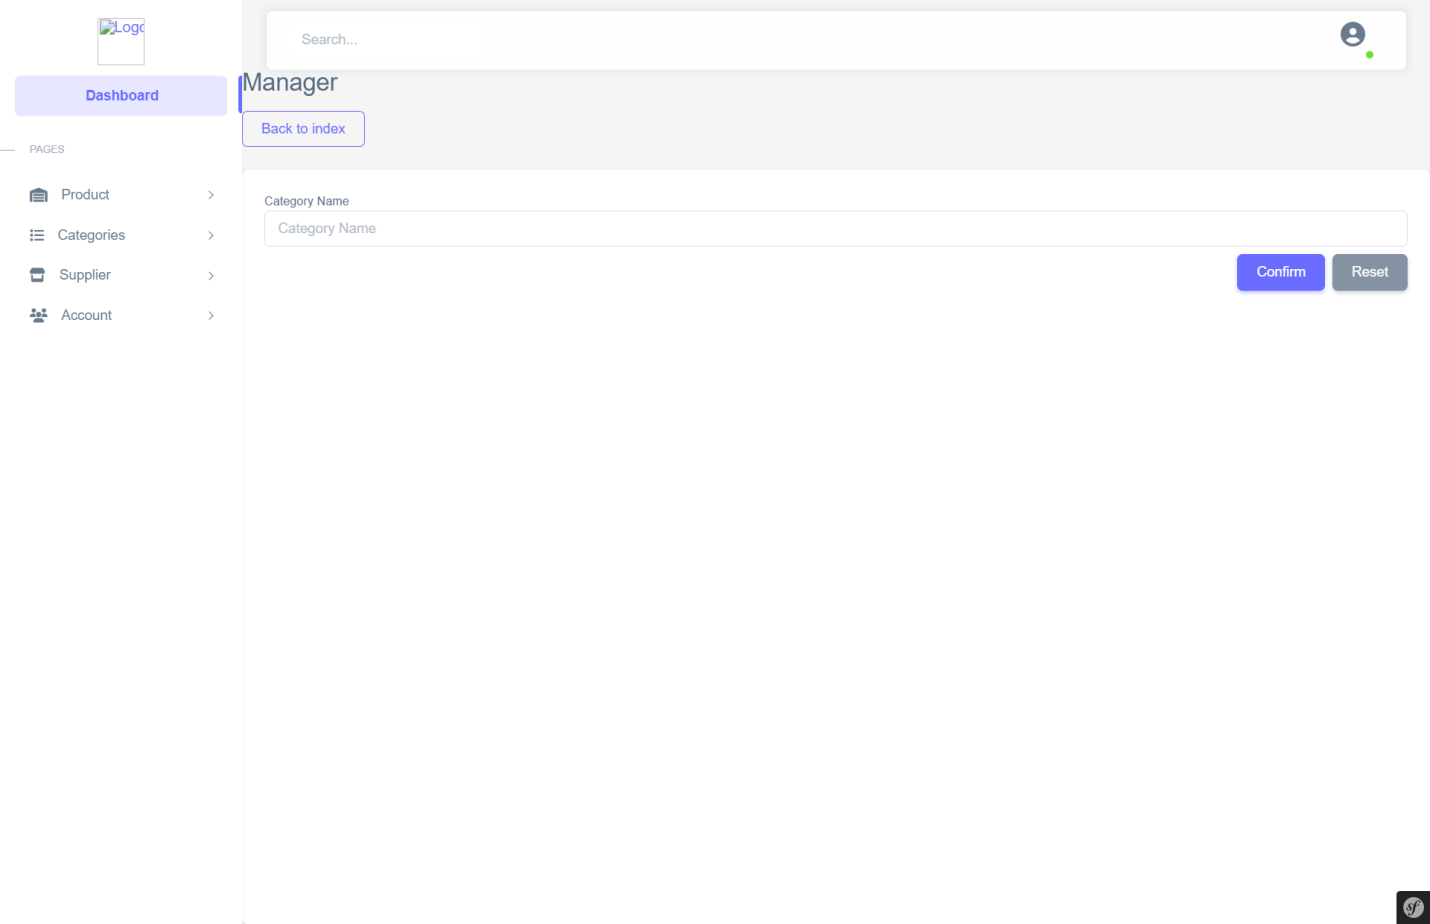 Logo
Dashboard
PAGES
Product
Categories
Supplier
Account
Search...
Manager
Back to index
Category Name
Category Name
Confirm
Reset
sf